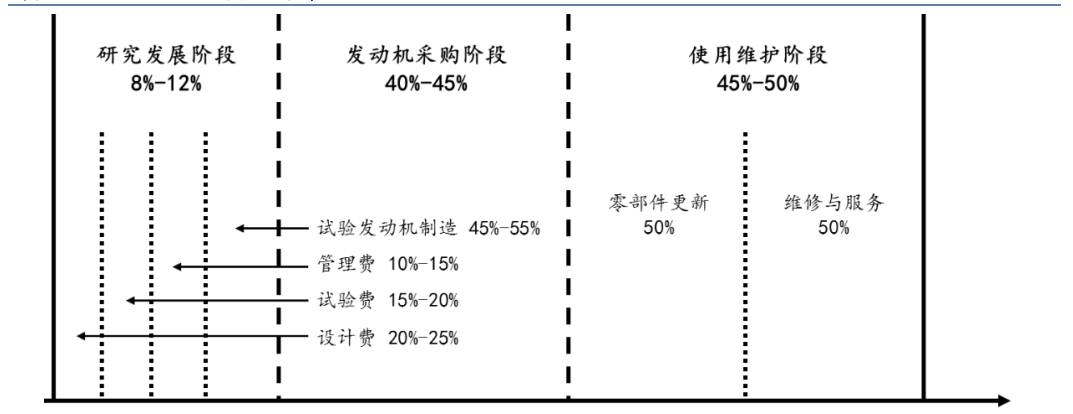 研究发展阶段
8%-12%
发动机采购阶段
40%-45%
使用维护阶段
45%-50%
零部件更新
50%
维修与服务
50%
试验发动机制造 45%-55%
管理费 10%-15%
试验费 15%-20%
设计费 20%-25%